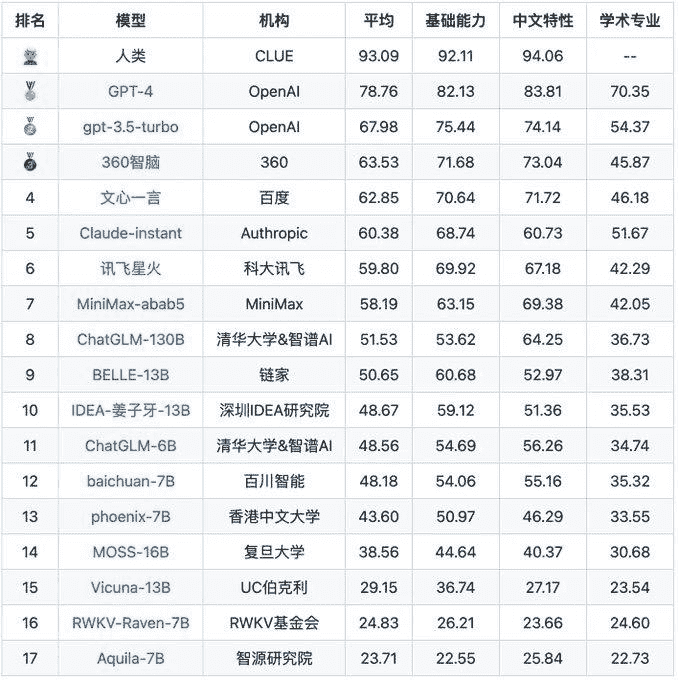 排名 模型 机构 平均 基础能力 中文特性 学术专业
人类 CLUE 93.09 92.11 94.06 --
GPT-4 OpenAI 78.76 82.13 83.81 70.35
gpt-3.5-turbo OpenAI 67.98 75.44 74.14 54.37
360智脑 360 63.53 71.68 73.04 45.87
4 文心一言 百度 62.85 70.64 71.72 46.18
5 Claude-instant Authropic 60.38 68.74 60.73 51.67
6 讯飞星火 科大讯飞 59.80 69.92 67.18 42.29
7 MiniMax-abab5 MiniMax 58.19 63.15 69.38 42.05
8 ChatGLM-130B 清华大学&智谱AI 51.53 53.62 64.25 36.73
9 BELLE-13B 链家 50.65 60.68 52.97 38.31
10 IDEA-姜子牙-13B 深圳IDEA研究院 48.67 59.12 51.36 35.53
11 ChatGLM-6B 清华大学&智谱AI 48.56 54.69 56.26 34.74
12 baichuan-7B 百川智能 48.18 54.06 55.16 35.32
13 phoenix-7B 香港中文大学 43.60 50.97 46.29 33.55
14 MOSS-16B 复旦大学 38.56 44.64 40.37 30.68
15 Vicuna-13B UC伯克利 29.15 36.74 27.17 23.54
16 RWKV-Raven-7B RWKV基金会 24.83 26.21 23.66 24.60
17 Aquila-7B 智源研究院 23.71 22.55 25.84 22.73